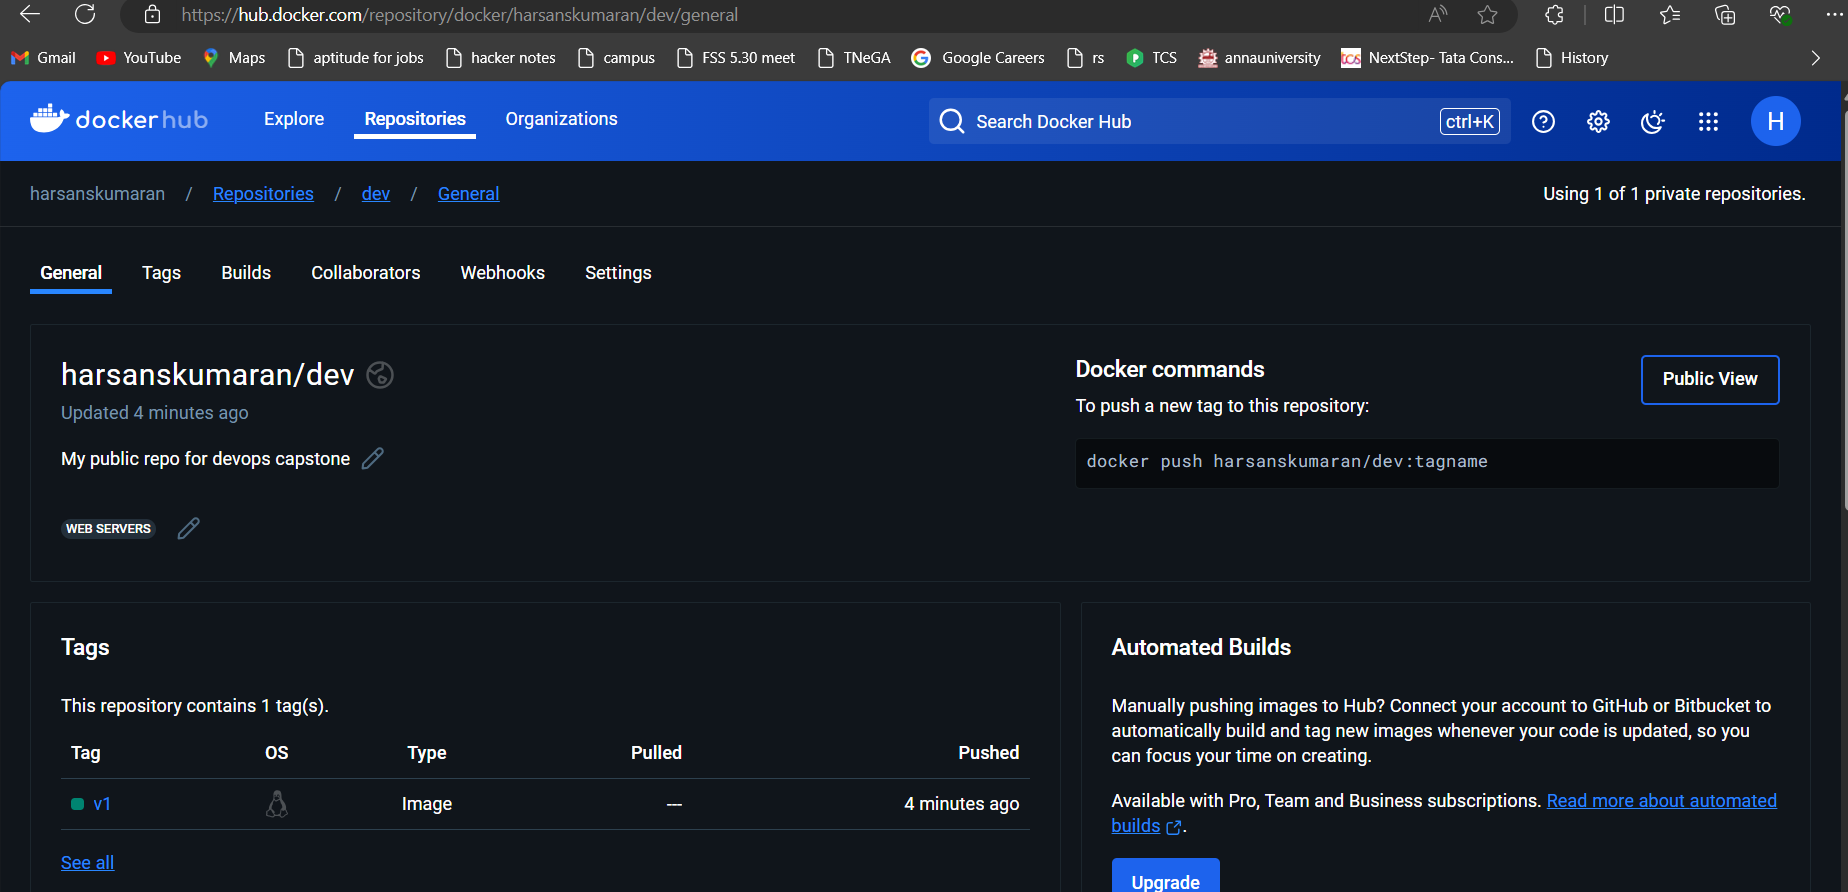 https://hub.docker.com/repository/docker/harsanskumaran/dev/general
Gmail YouTube Maps aptitude for jobs hacker notes campus FSS 5.30 meet TNeGA Google Careers rs TCS annauniversity NextStep- Tata Cons... History
docker hub Explore Repositories Organizations Search Docker Hub ctrl+K H
harsanskumaran / Repositories / dev / General Using 1 of 1 private repositories.
General Tags Builds Collaborators Webhooks Settings
harsanskumaran/dev
Updated 4 minutes ago
My public repo for devops capstone
WEB SERVERS
Docker commands
Public View
To push a new tag to this repository:
docker push harsanskumaran/dev:tagname
Tags
This repository contains 1 tag(s).
Tag OS Type Pulled Pushed
v1 Image --- 4 minutes ago
See all
Automated Builds
Manually pushing images to Hub? Connect your account to GitHub or Bitbucket to
automatically build and tag new images whenever your code is updated, so you
can focus your time on creating.
Available with Pro, Team and Business subscriptions. Read more about automated
builds.
Upgrade